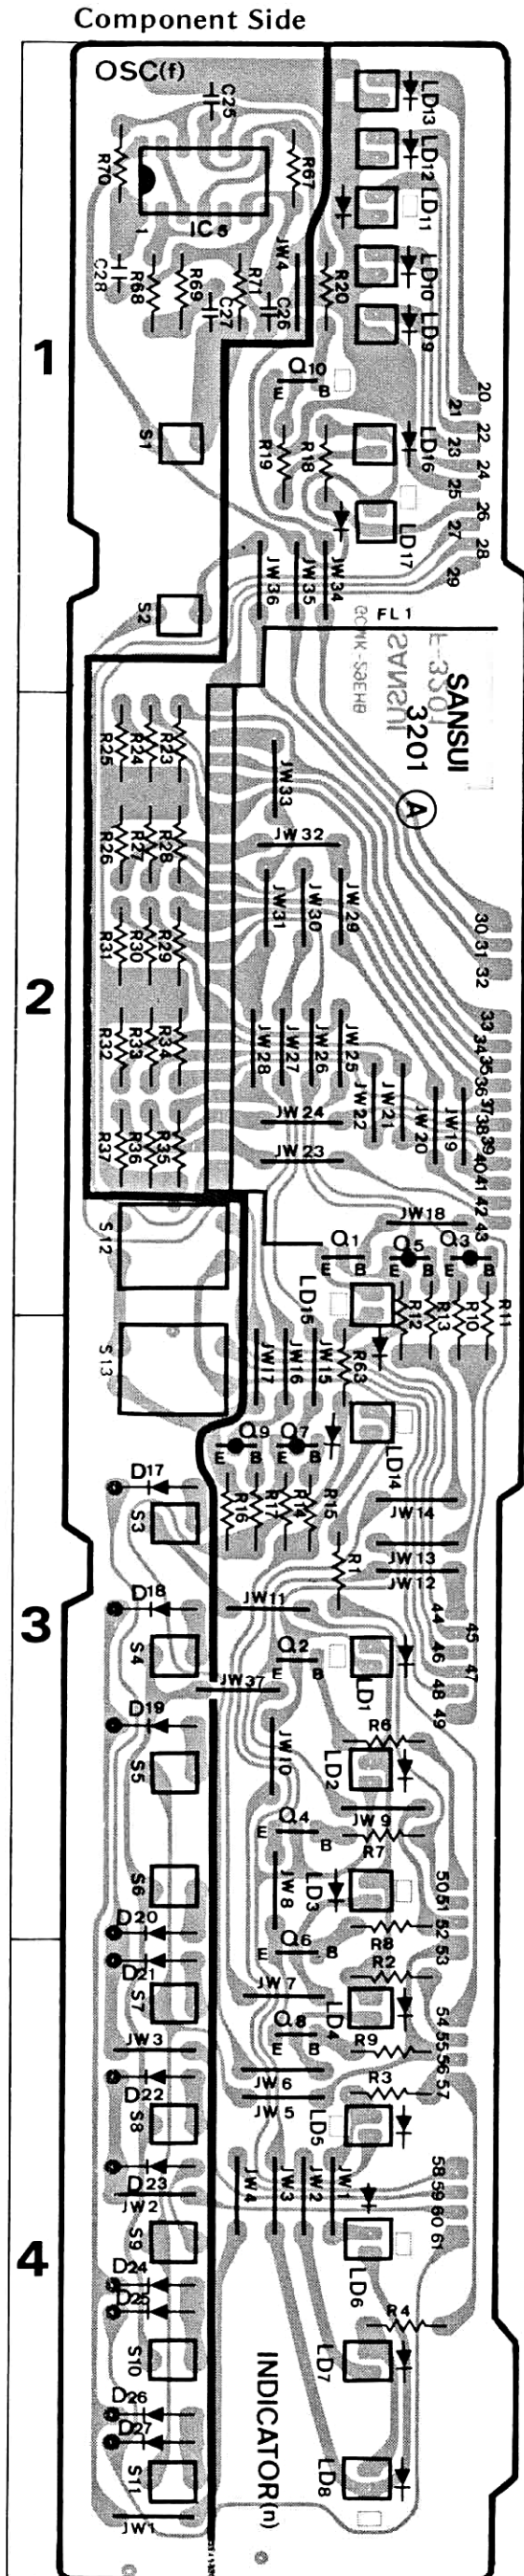 Component Side
OSC(f)
C25
LD13
R70
R67
LD12
LD11
1
IC6
JW4
C28
R68
R69
C27
R71
C26
R20
LD10
LD9
1
Q10
E
B
20
21
S1
R19
R18
LD16
22
23
24
25
26
LD17
27
28
29
JW36
JW35
JW34
S2
FL1
SANSUI
3201
A
R25
R24
R23
JW33
JW32
R26
R27
R28
JW31
JW30
JW29
R31
R30
R29
30
31
32
2
R32
R33
R34
JW28
JW27
JW26
JW25
33
34
35
36
JW22
JW21
JW20
JW19
37
38
39
R37
R36
R35
JW24
JW23
40
41
42
43
JW18
S12
Q1
E
B
Q5
E
B
Q3
E
B
LD15
R12
R13
R10
R11
S13
JW17
JW16
JW15
R63
Q9
E
B
Q7
E
B
LD14
D17
S3
R16
R17
R14
R15
JW14
R1
JW13
JW12
3
D18
S4
JW11
44
45
46
47
48
49
Q2
E
B
LD1
JW37
D19
S5
JW10
R6
LD2
JW9
Q4
E
B
R7
S6
JW8
LD3
50
51
D20
R8
52
53
D21
Q6
E
B
R2
S7
JW7
LD4
54
JW3
Q8
E
B
R9
55
56
57
D22
JW6
R3
JW5
S8
LD5
D23
JW2
JW4
JW3
JW2
JW1
58
59
60
61
S9
LD6
4
D24
D25
R4
S10
LD7
INDICATOR(n)
D26
D27
S11
LD8
JW1